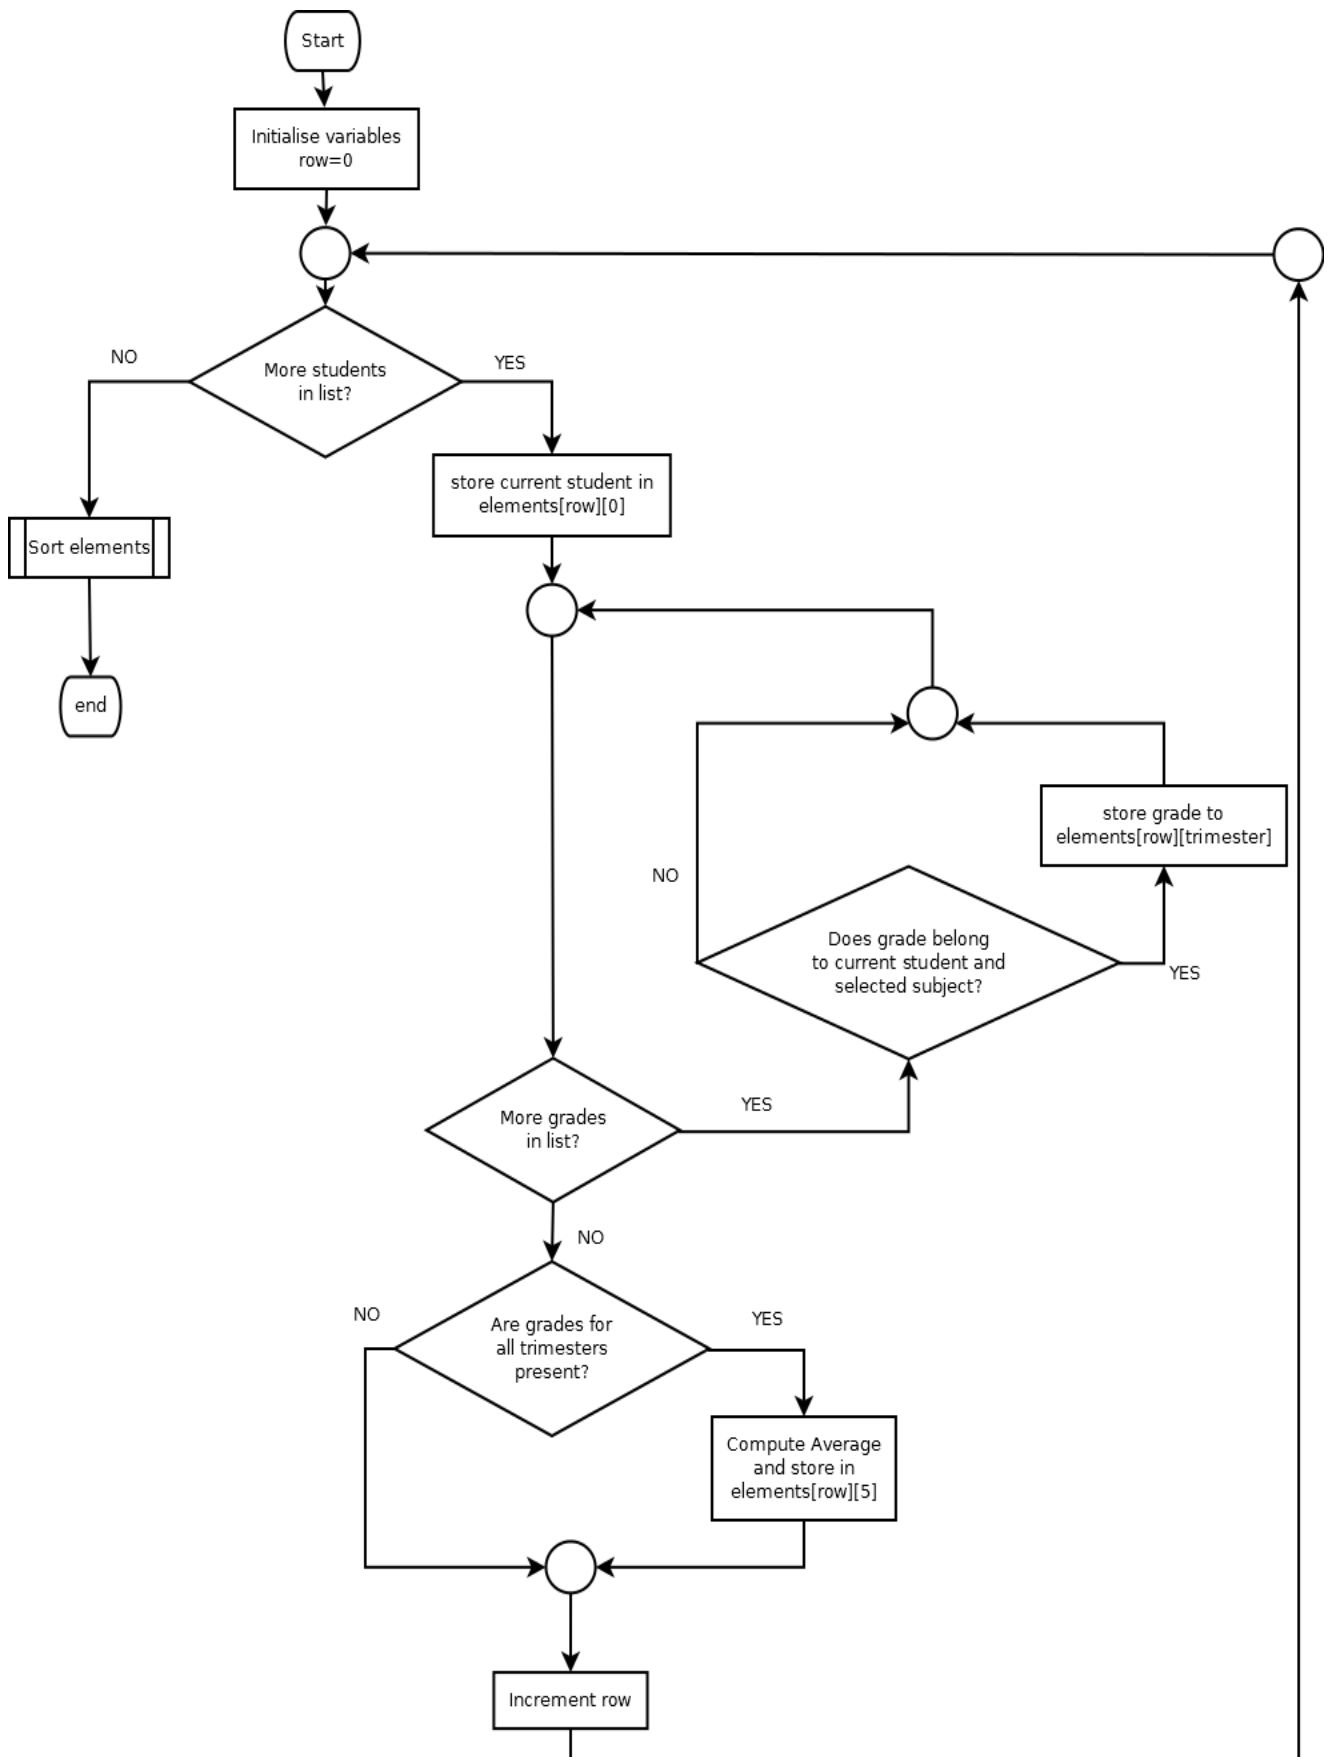 Start
Initialise variables
row=0
More students
in list?
NO
YES
store current student in
elements[row][0]
Sort elements
end
store grade to
elements[row][trimester]
NO
Does grade belong
to current student and
selected subject?
YES
More grades
in list?
YES
NO
Are grades for
all trimesters
present?
NO
YES
Compute Average
and store in
elements[row][5]
Increment row